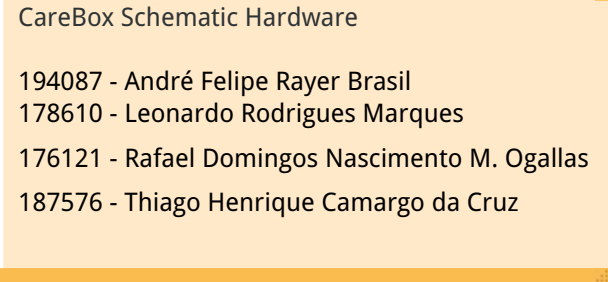 CareBox Schematic Hardware
194087 - André Felipe Rayer Brasil
178610 - Leonardo Rodrigues Marques
176121 - Rafael Domingos Nascimento M. Ogallas
187576 - Thiago Henrique Camargo da Cruz